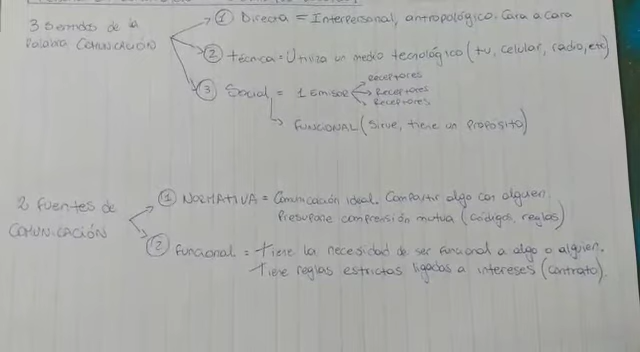 3 sentidos de la
Palabra COMUNICACIÓN
① Directa = Interpersonal, antropológico. Cara a cara
② técnica = Utiliza un medio tecnológico (tv, celular, radio, etc)
③ Social = 1 EMISOR
RECEPTORES
RECEPTORES
RECEPTORES
FUNCIONAL (Sirve, tiene un propósito)
2 fuentes de
COMUNICACIÓN
① NORMATIVA = Comunicación ideal. Compartir algo con alguien.
Presupone comprensión mutua (códigos, reglas)
② Funcional = Tiene la necesidad de ser funcional a algo o alguien.
Tiene reglas estrictas ligadas a intereses (contrato).